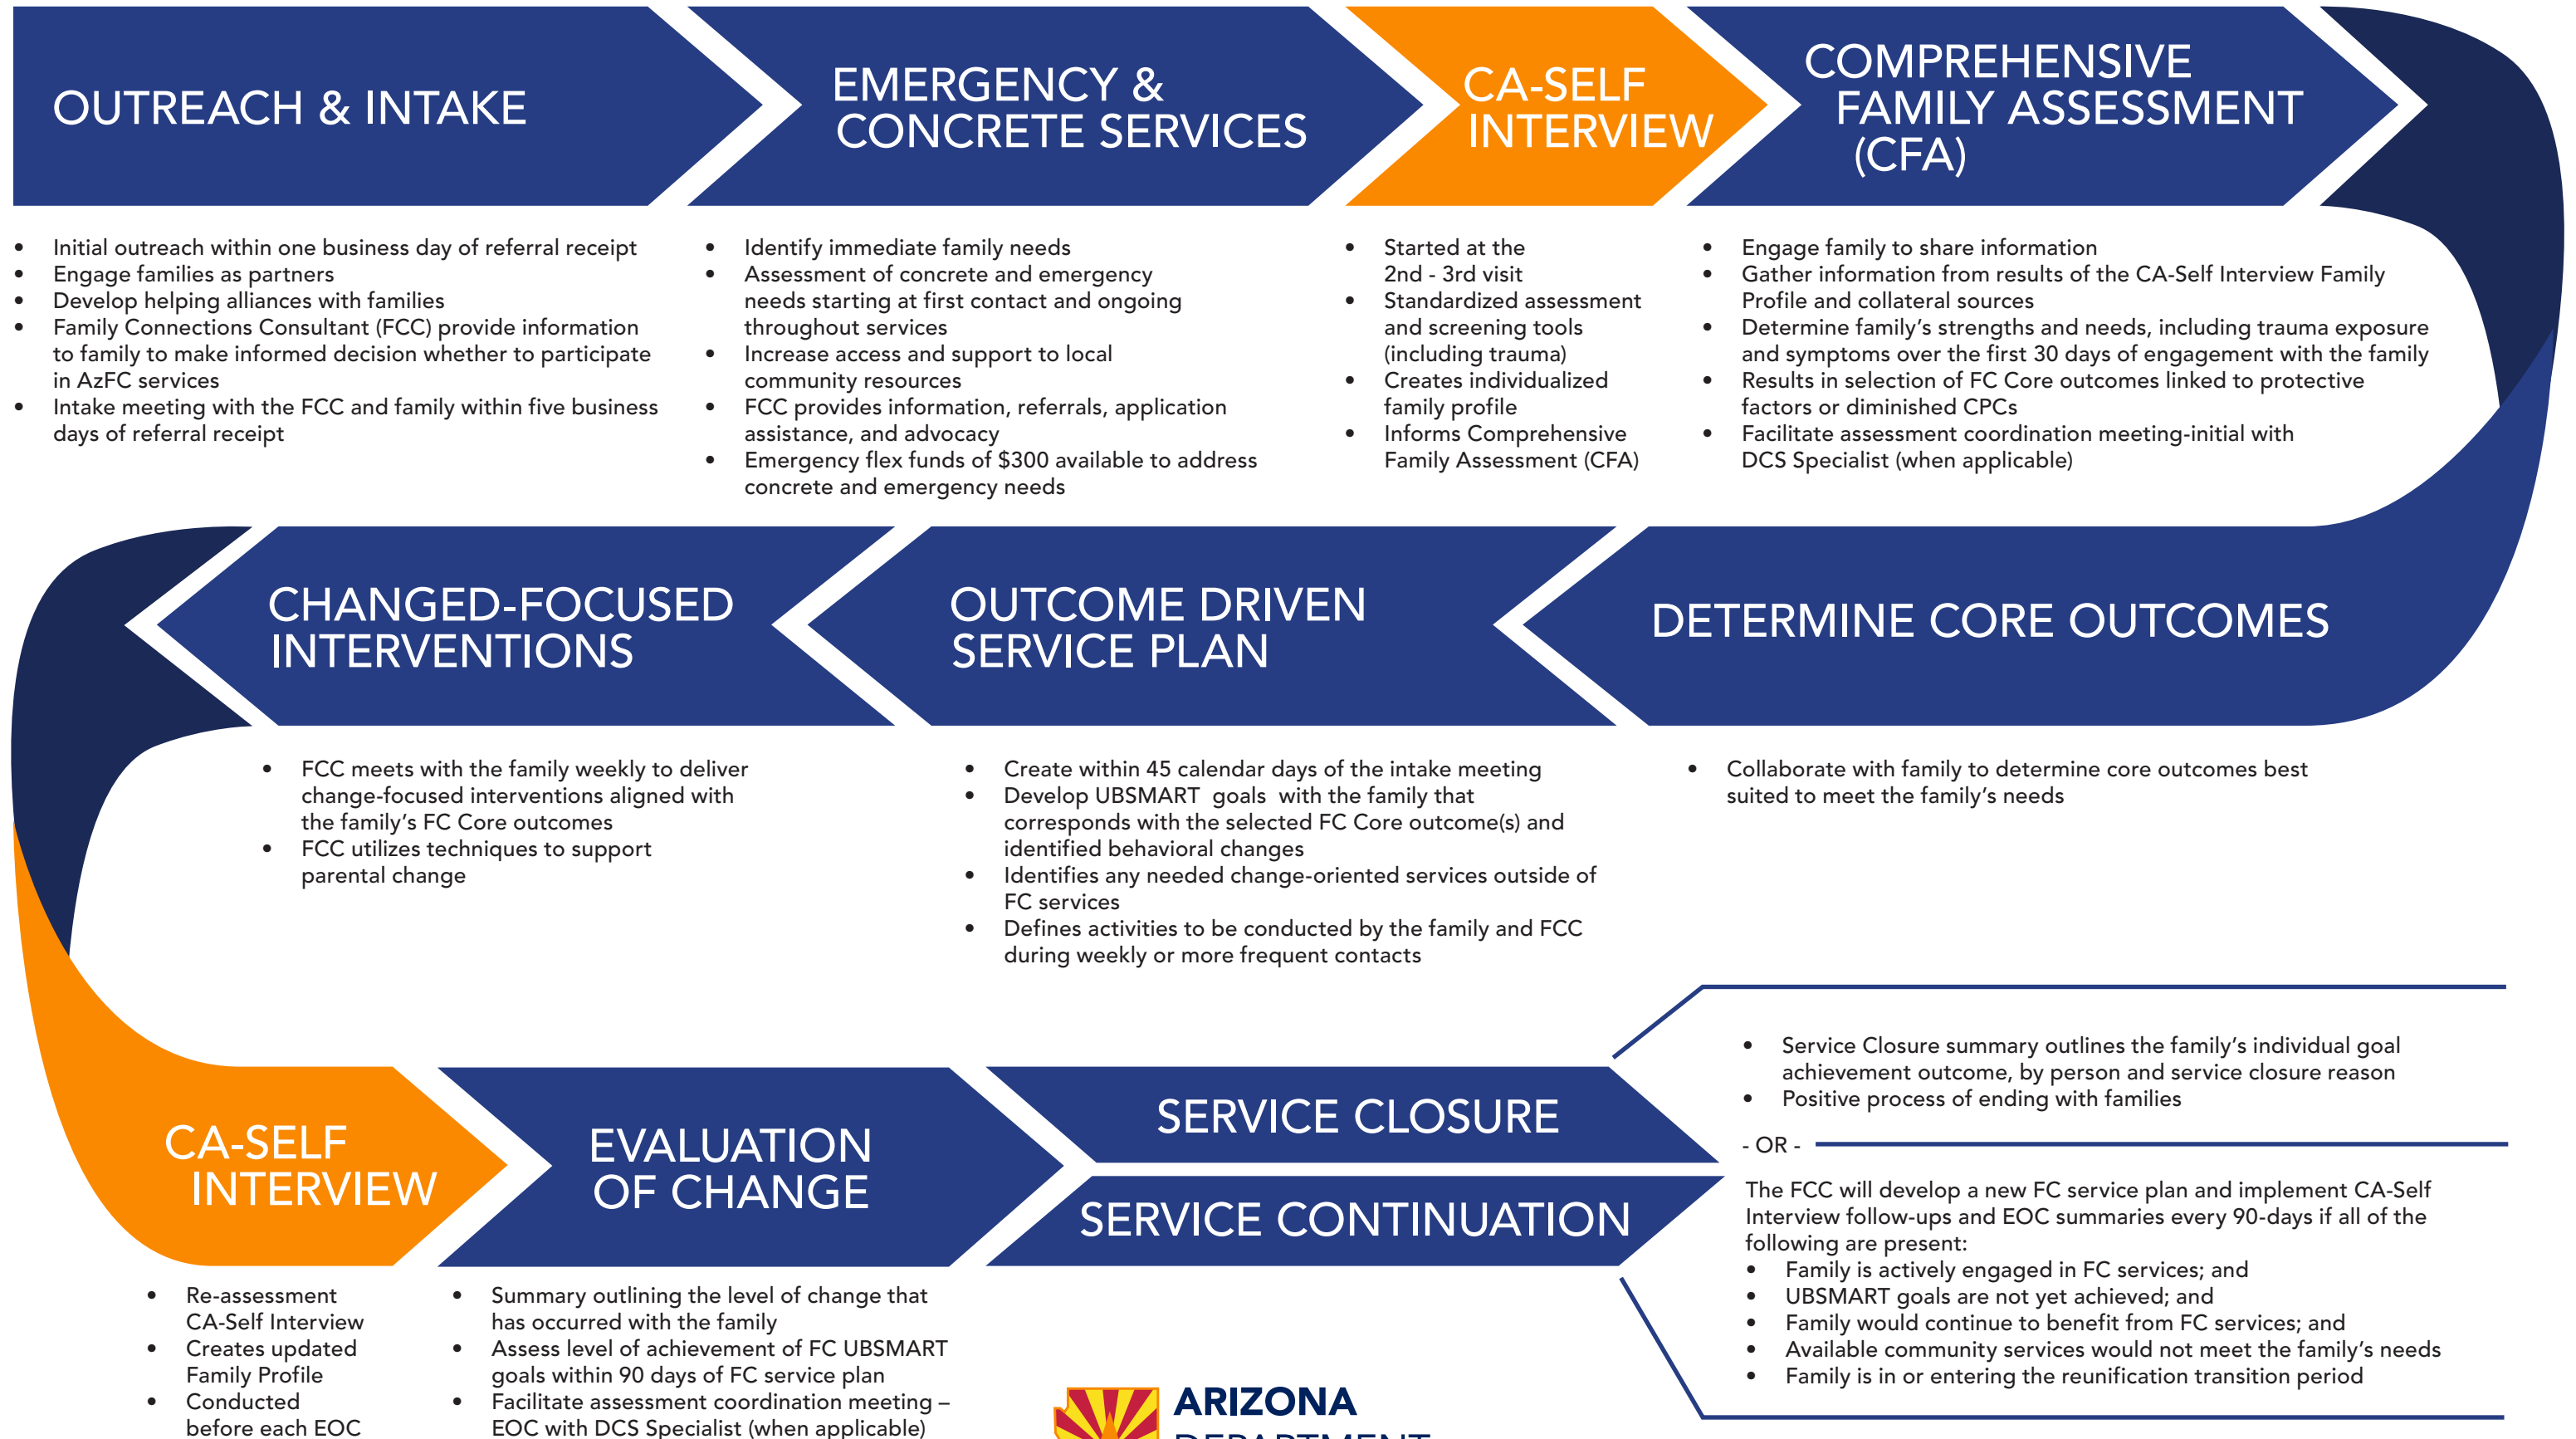 OUTREACH & INTAKE
• Initial outreach within one business day of referral receipt
• Engage families as partners
• Develop helping alliances with families
• Family Connections Consultant (FCC) provide information
to family to make informed decision whether to participate
in AzFC services
• Intake meeting with the FCC and family within five business
days of referral receipt
EMERGENCY &
CONCRETE SERVICES
• Identify immediate family needs
• Assessment of concrete and emergency
needs starting at first contact and ongoing
throughout services
• Increase access and support to local
community resources
• FCC provides information, referrals, application
assistance, and advocacy
• Emergency flex funds of $300 available to address
concrete and emergency needs
CA-SELF
INTERVIEW
• Started at the
2nd - 3rd visit
• Standardized assessment
and screening tools
(including trauma)
• Creates individualized
family profile
• Informs Comprehensive
Family Assessment (CFA)
COMPREHENSIVE
FAMILY ASSESSMENT
(CFA)
• Engage family to share information
• Gather information from results of the CA-Self Interview Family
Profile and collateral sources
• Determine family’s strengths and needs, including trauma exposure
and symptoms over the first 30 days of engagement with the family
• Results in selection of FC Core outcomes linked to protective
factors or diminished CPCs
• Facilitate assessment coordination meeting-initial with
DCS Specialist (when applicable)
DETERMINE CORE OUTCOMES
• Collaborate with family to determine core outcomes best
suited to meet the family’s needs
OUTCOME DRIVEN
SERVICE PLAN
• Create within 45 calendar days of the intake meeting
• Develop UBSMART goals with the family that
corresponds with the selected FC Core outcome(s) and
identified behavioral changes
• Identifies any needed change-oriented services outside of
FC services
• Defines activities to be conducted by the family and FCC
during weekly or more frequent contacts
CHANGED-FOCUSED
INTERVENTIONS
• FCC meets with the family weekly to deliver
change-focused interventions aligned with
the family’s FC Core outcomes
• FCC utilizes techniques to support
parental change
CA-SELF
INTERVIEW
• Re-assessment
CA-Self Interview
• Creates updated
Family Profile
• Conducted
before each EOC
EVALUATION
OF CHANGE
• Summary outlining the level of change that
has occurred with the family
• Assess level of achievement of FC UBSMART
goals within 90 days of FC service plan
• Facilitate assessment coordination meeting –
EOC with DCS Specialist (when applicable)
SERVICE CLOSURE
• Service Closure summary outlines the family’s individual goal
achievement outcome, by person and service closure reason
• Positive process of ending with families
- OR -
SERVICE CONTINUATION
The FCC will develop a new FC service plan and implement CA-Self
Interview follow-ups and EOC summaries every 90-days if all of the
following are present:
• Family is actively engaged in FC services; and
• UBSMART goals are not yet achieved; and
• Family would continue to benefit from FC services; and
• Available community services would not meet the family’s needs
• Family is in or entering the reunification transition period
ARIZONA
DEPARTMENT